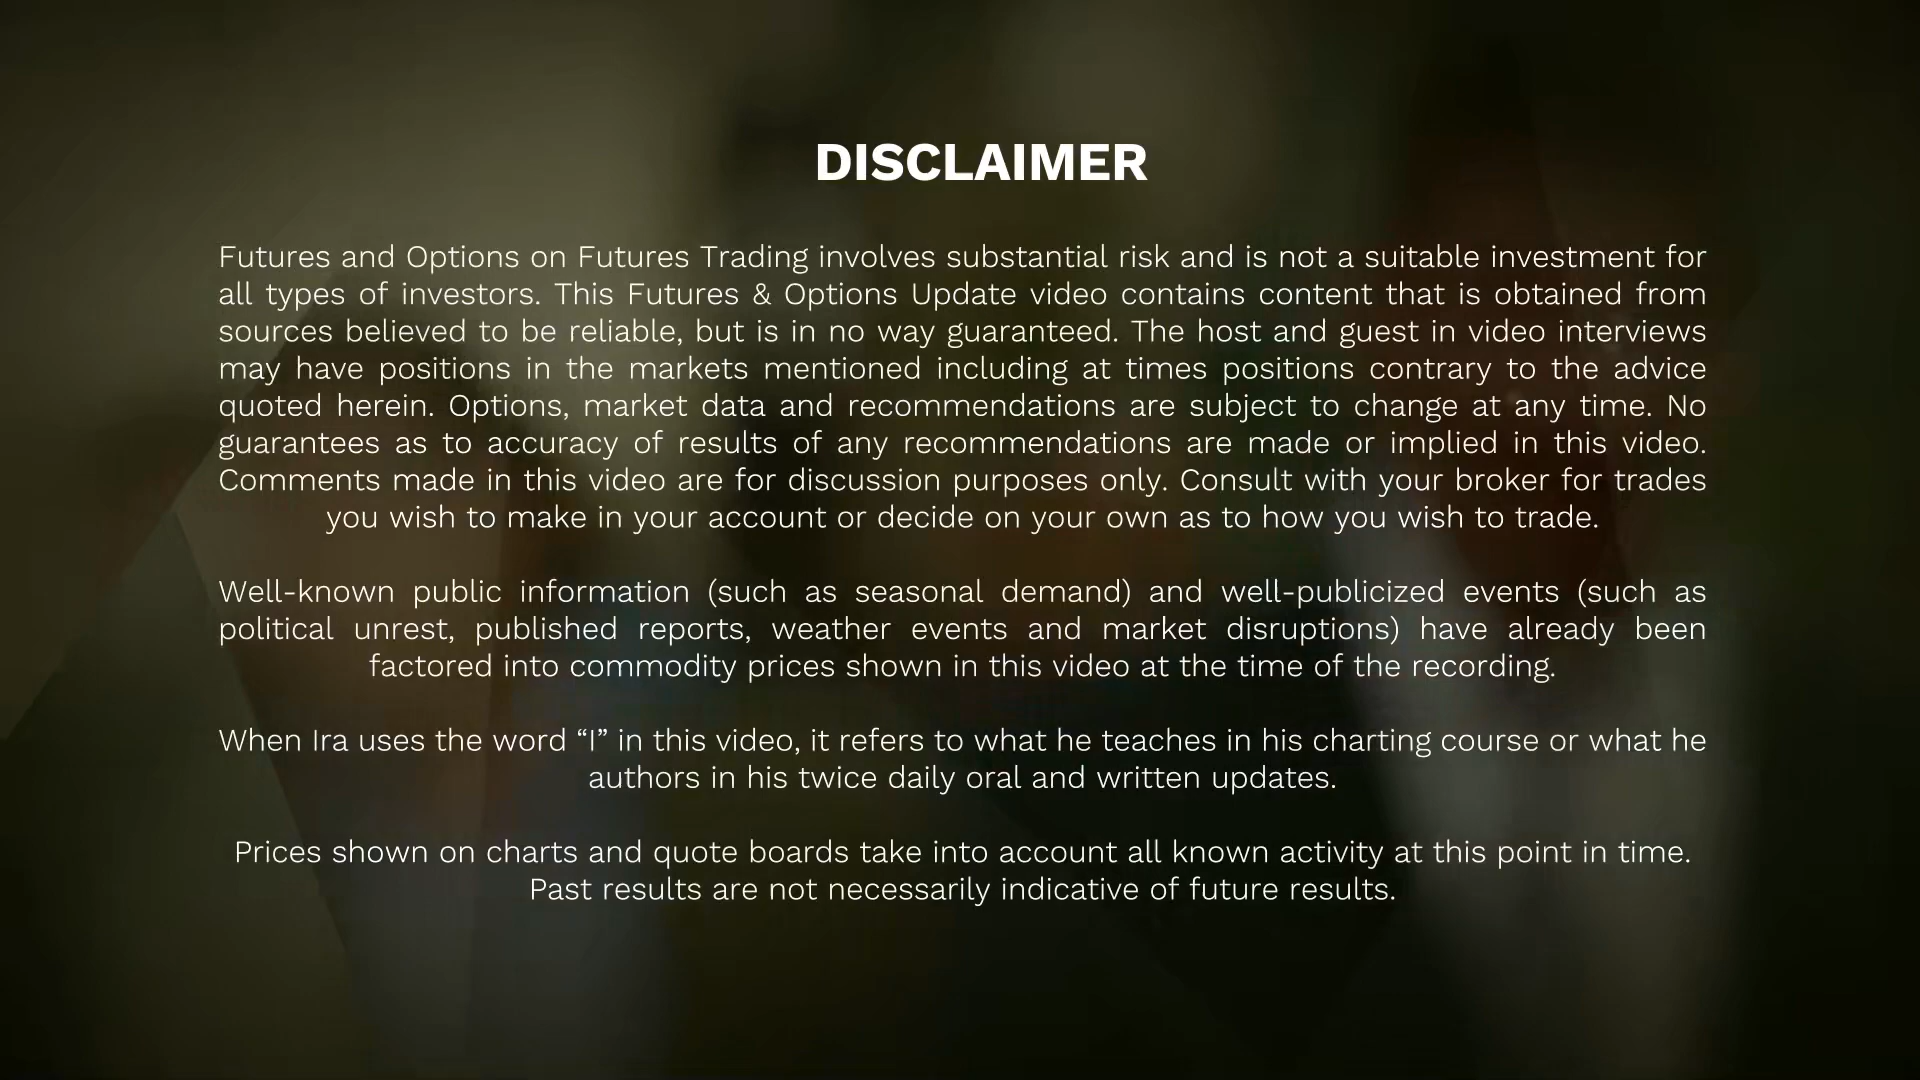 DISCLAIMER
Futures and Options on Futures Trading involves substantial risk and is not a suitable investment for
all types of investors. This Futures & Options Update video contains content that is obtained from
sources believed to be reliable, but is in no way guaranteed. The host and guest in video interviews
may have positions in the markets mentioned including at times positions contrary to the advice
quoted herein. Options, market data and recommendations are subject to change at any time. No
guarantees as to accuracy of results of any recommendations are made or implied in this video.
Comments made in this video are for discussion purposes only. Consult with your broker for trades
you wish to make in your account or decide on your own as to how you wish to trade.
Well-known public information (such as seasonal demand) and well-publicized events (such as
political unrest, published reports, weather events and market disruptions) have already been
factored into commodity prices shown in this video at the time of the recording.
When Ira uses the word “I” in this video, it refers to what he teaches in his charting course or what he
authors in his twice daily oral and written updates.
Prices shown on charts and quote boards take into account all known activity at this point in time.
Past results are not necessarily indicative of future results.